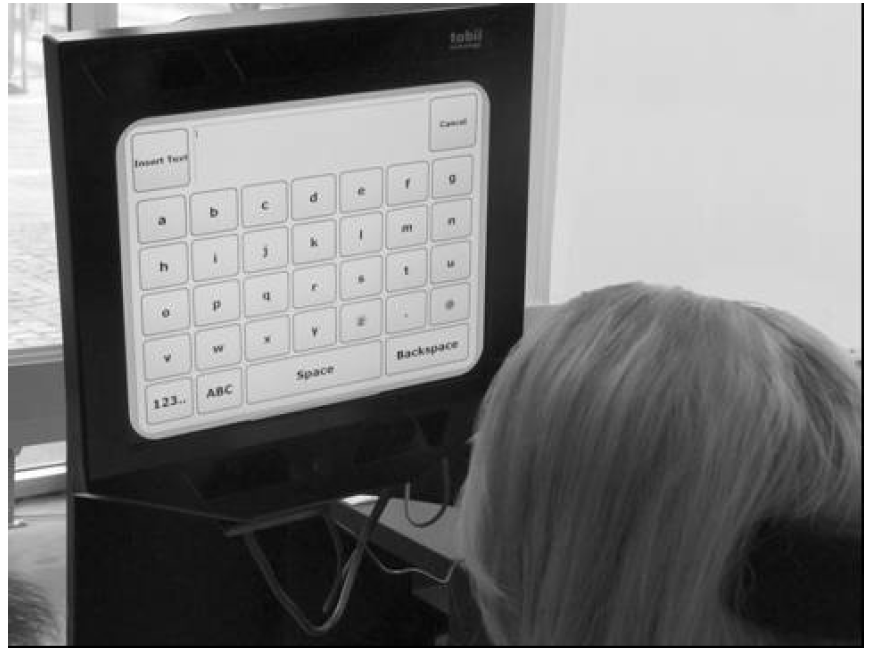 tobii
Insert Text
Cancel
a b c d e f g
h i j k l m n
o p q r s t u
v w x y z . @
123.. ABC Space Backspace